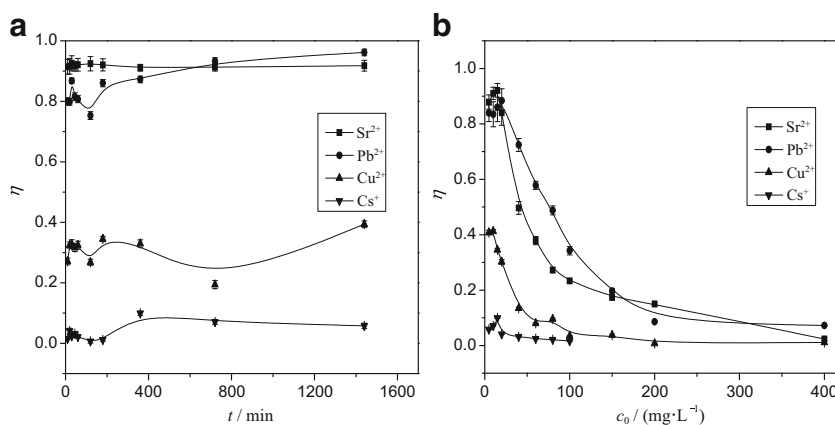 a
1.0
0.8
0.6
0.4
0.2
0.0
η
Sr²⁺
Pb²⁺
Cu²⁺
Cs⁺
0
400
800
1200
1600
t / min
b
1.0
0.8
0.6
0.4
0.2
0.0
η
Sr²⁺
Pb²⁺
Cu²⁺
Cs⁺
0
100
200
300
400
c₀ / (mg·L⁻¹)